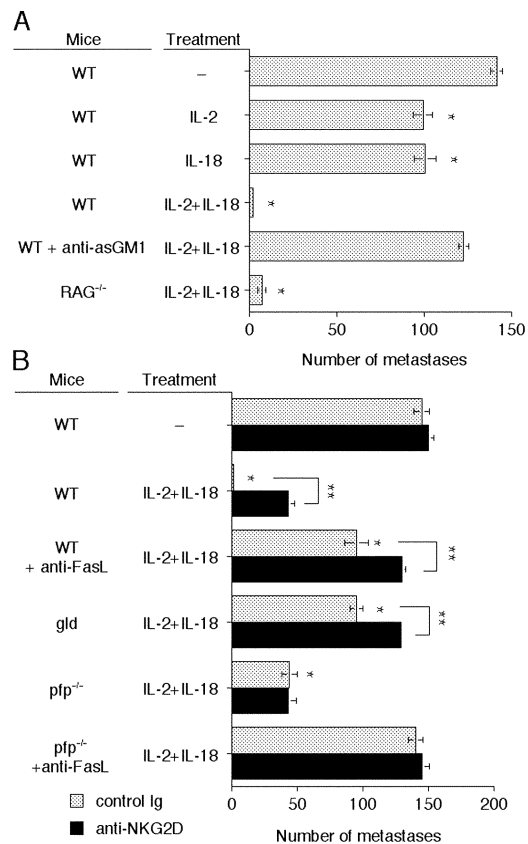 A
Mice Treatment
WT –
WT IL-2 *
WT IL-18 *
WT IL-2+IL-18 *
WT + anti-asGM1 IL-2+IL-18
RAG-/- IL-2+IL-18 *
0 50 100 150
Number of metastases
B
Mice Treatment
WT –
WT IL-2+IL-18 * **
WT
+ anti-FasL IL-2+IL-18 * **
gld IL-2+IL-18 * **
pfp-/- IL-2+IL-18 *
pfp-/-
+anti-FasL IL-2+IL-18
0 50 100 150 200
control Ig
anti-NKG2D
Number of metastases